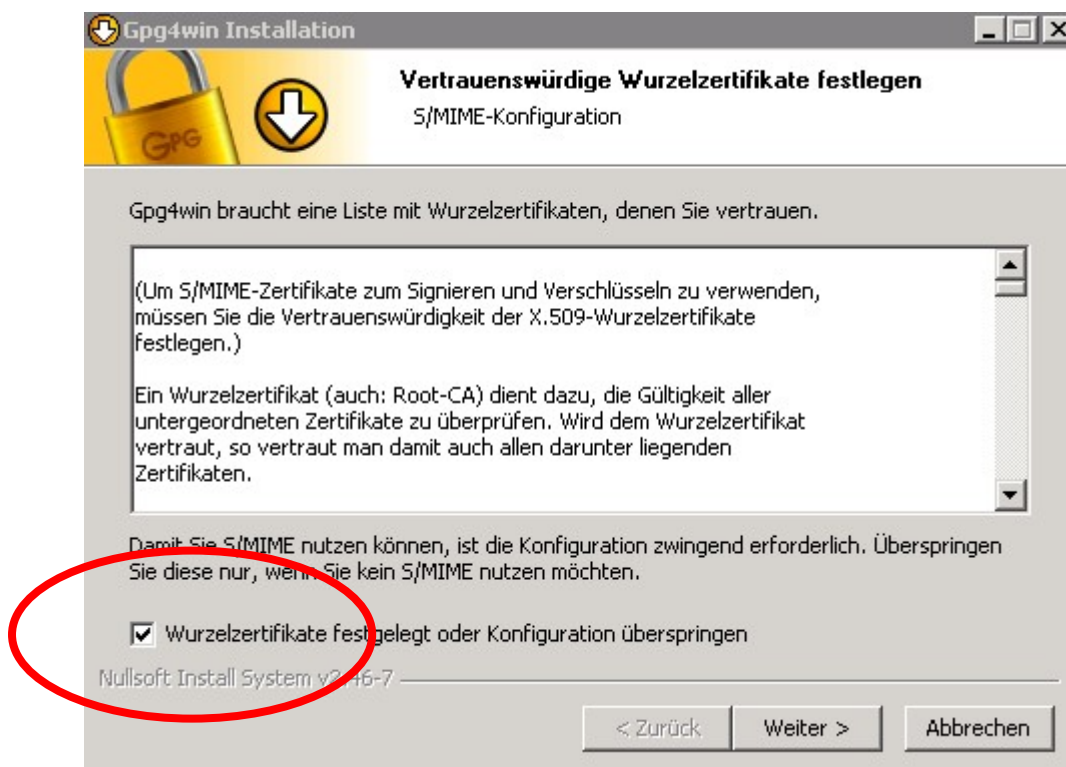 Gpg4win Installation
Vertrauenswürdige Wurzelzertifikate festlegen
S/MIME-Konfiguration
GPG
Gpg4win braucht eine Liste mit Wurzelzertifikaten, denen Sie vertrauen.
(Um S/MIME-Zertifikate zum Signieren und Verschlüsseln zu verwenden,
müssen Sie die Vertrauenswürdigkeit der X.509-Wurzelzertifikate
festlegen.)
Ein Wurzelzertifikat (auch: Root-CA) dient dazu, die Gültigkeit aller
untergeordneten Zertifikate zu überprüfen. Wird dem Wurzelzertifikat
vertraut, so vertraut man damit auch allen darunter liegenden
Zertifikaten.
Damit Sie S/MIME nutzen können, ist die Konfiguration zwingend erforderlich. Überspringen
Sie diese nur, wenn Sie kein S/MIME nutzen möchten.
Wurzelzertifikate festgelegt oder Konfiguration überspringen
Nullsoft Install System v2.46-7
< Zurück
Weiter >
Abbrechen